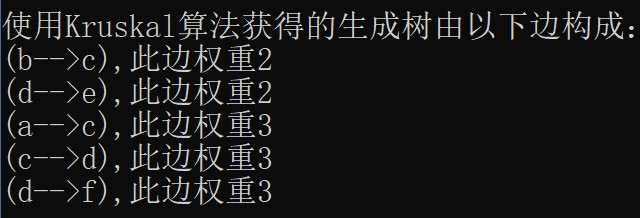 使用Kruskal算法获得的生成树由以下边构成:
(b-->c),此边权重2
(d-->e),此边权重2
(a-->c),此边权重3
(c-->d),此边权重3
(d-->f),此边权重3